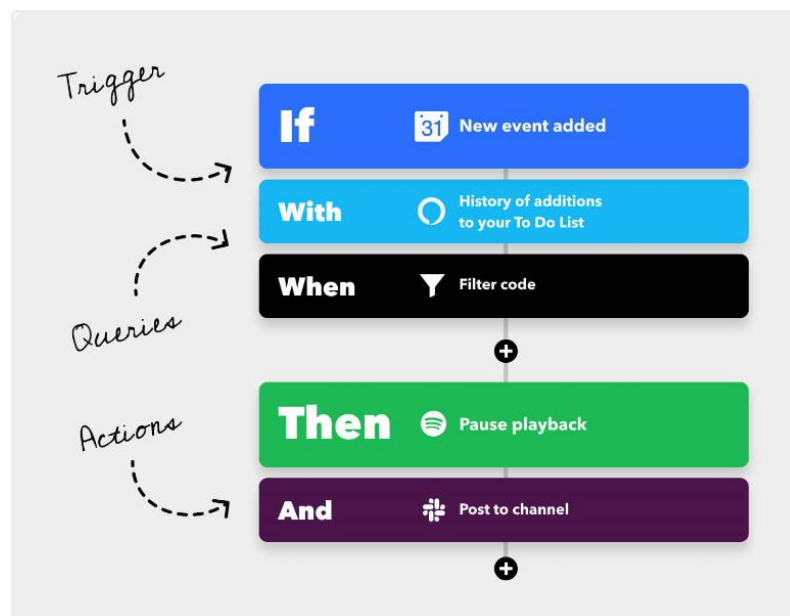 Trigger
If
31
New event added
With
History of additions
to your To Do List
When
Filter code
Queries
Then
Pause playback
Actions
And
Post to channel